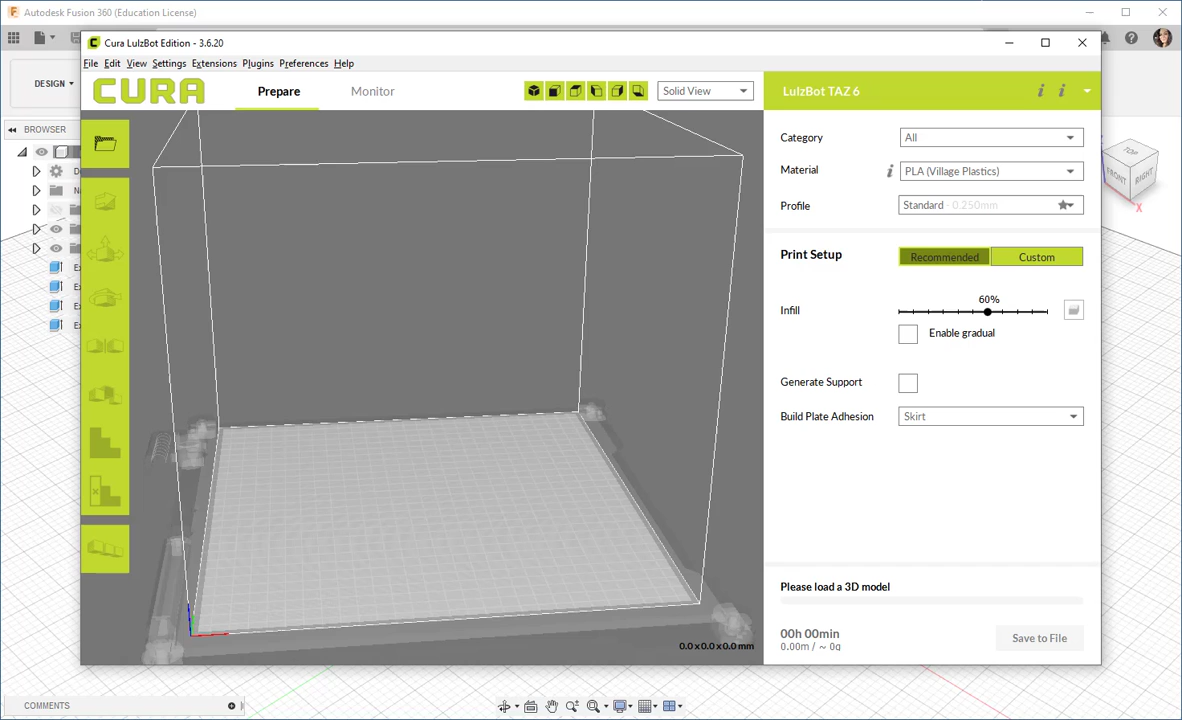 Autodesk Fusion 360 (Education License)
Cura LulzBot Edition - 3.6.20
File Edit View Settings Extensions Plugins Preferences Help
DESIGN
CURA
Prepare
Monitor
Solid View
LulzBot TAZ 6
BROWSER
Category
All
Material
PLA (Village Plastics)
Profile
Standard - 0.250mm
TOP
FRONT
RIGHT
X
Print Setup
Recommended
Custom
60%
Infill
Enable gradual
Generate Support
Build Plate Adhesion
Skirt
Please load a 3D model
00h 00min
0.00m / ~ 0g
Save to File
0.0 x 0.0 x 0.0 mm
COMMENTS